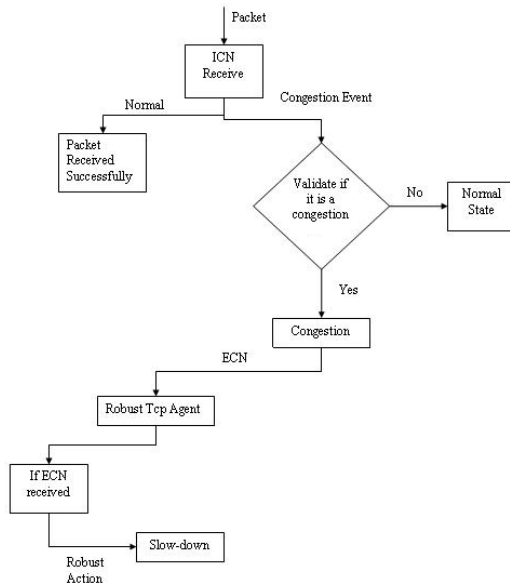 Packet
ICN
Receive
Normal
Congestion Event
Packet
Received
Successfully
Validate if
it is a
congestion
No
Normal
State
Yes
Congestion
ECN
Robust Tcp Agent
If ECN
received
Slow-down
Robust
Action